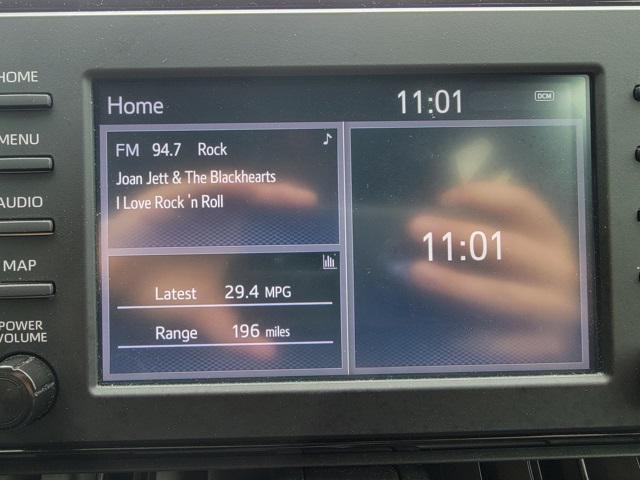 HOME
MENU
AUDIO
MAP
POWER
VOLUME
Home
11:01
DCM
FM 94.7 Rock
Joan Jett & The Blackhearts
I Love Rock 'n Roll
Latest 29.4 MPG
Range 196 miles
11:01